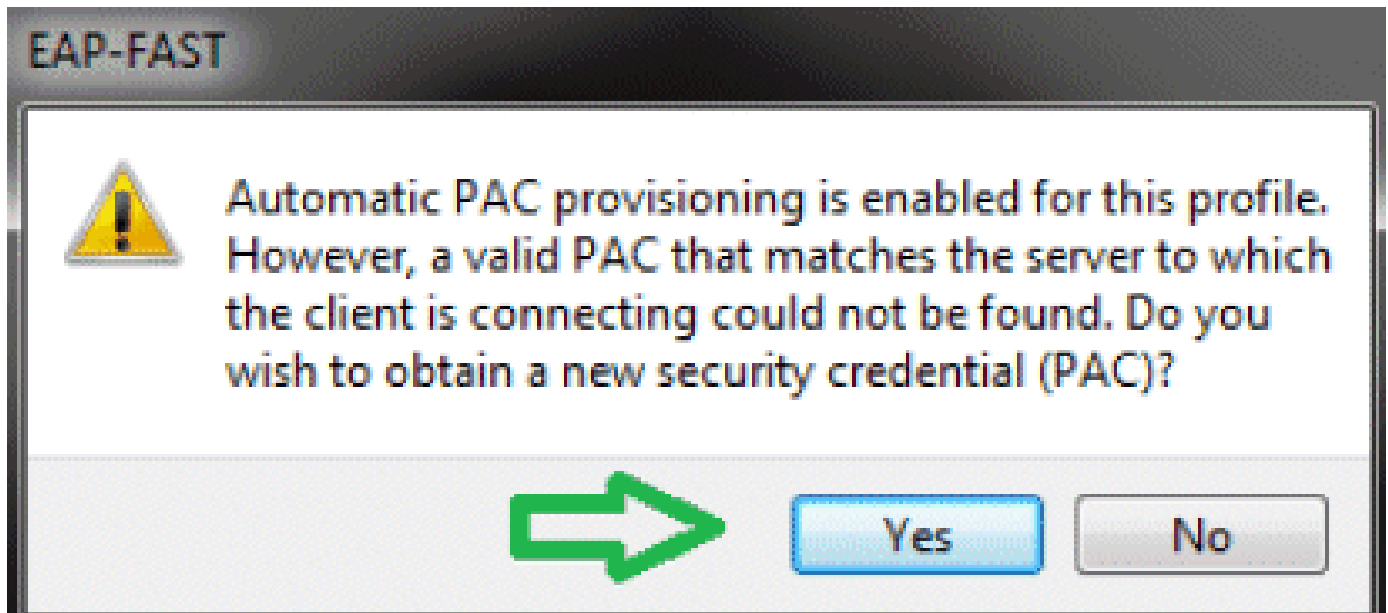 EAP-FAST
Automatic PAC provisioning is enabled for this profile.
However, a valid PAC that matches the server to which
the client is connecting could not be found. Do you
wish to obtain a new security credential (PAC)?
Yes
No